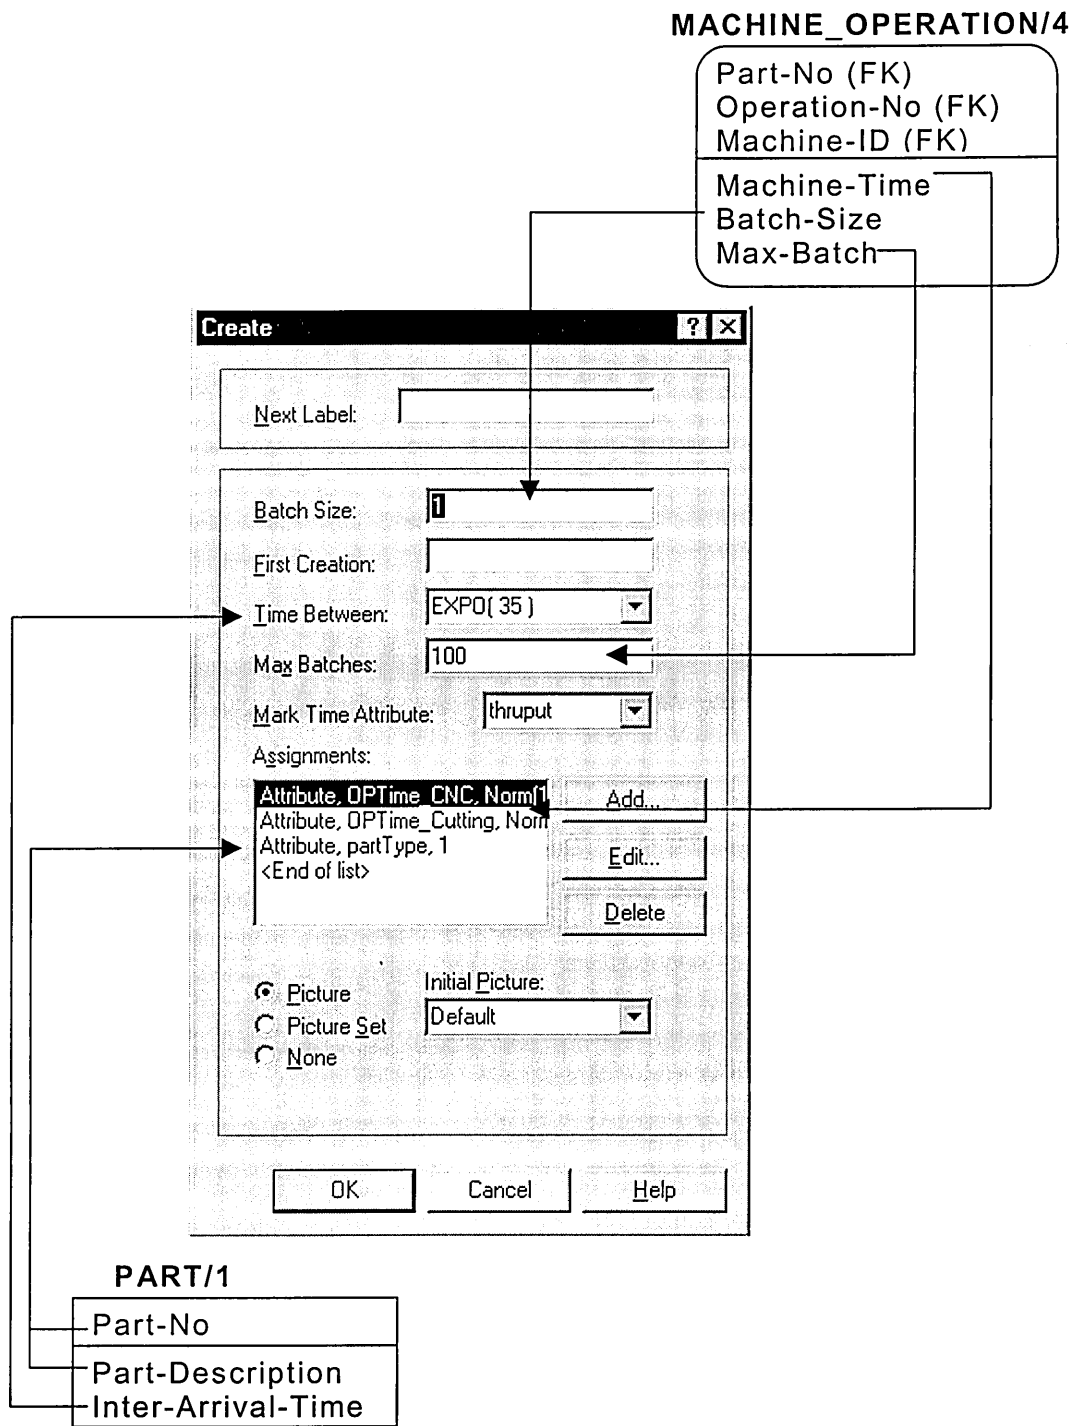 MACHINE_OPERATION/4
Part-No (FK)
Operation-No (FK)
Machine-ID (FK)
Machine-Time
Batch-Size
Max-Batch
Create
? ×
Next Label:
Batch Size:
1
First Creation:
Time Between:
EXPO( 35 )
Max Batches:
100
Mark Time Attribute:
thruput
Assignments:
Attribute, OPTime_CNC, Norm(1
Attribute, OPTime_Cutting, Norn
Attribute, partType, 1
<End of list>
Add...
Edit...
Delete
Picture
Picture Set
None
Initial Picture:
Default
OK
Cancel
Help
PART/1
Part-No
Part-Description
Inter-Arrival-Time